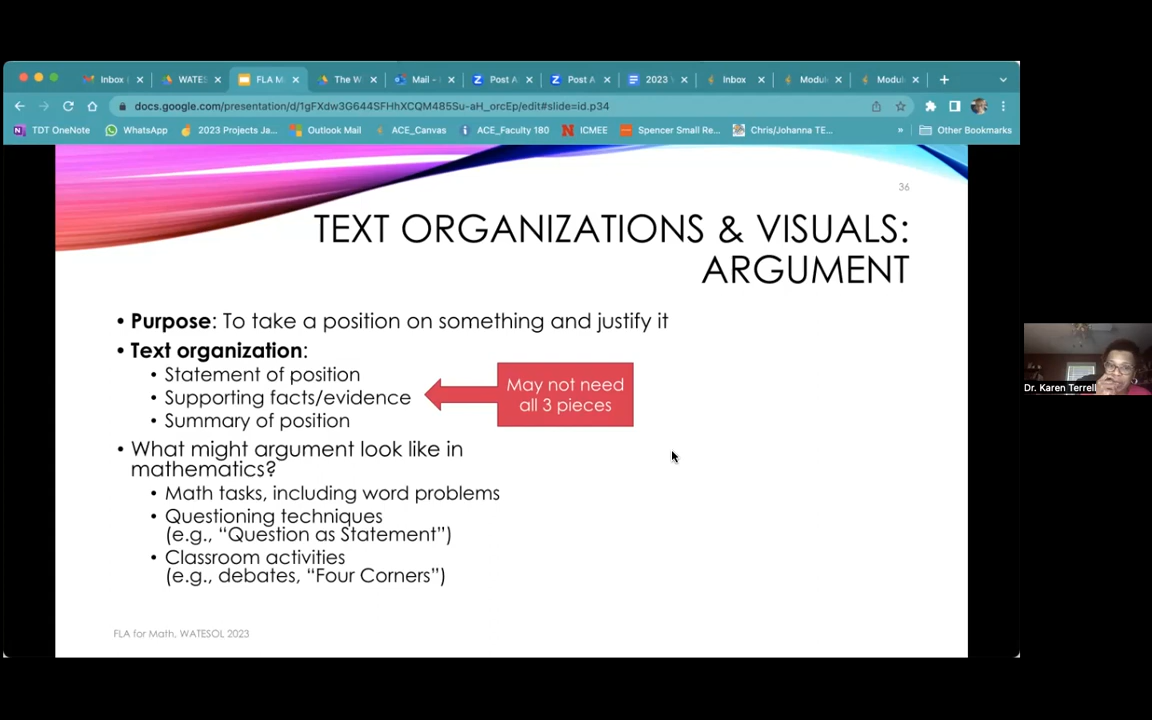 Inbox
WATES
FLA M
The W
Mail -
Post A
Post A
2023
Inbox
Modul
Modul
docs.google.com/presentation/d/1gFXdw3G644SFHhXCQM485Su-aH_orcEp/edit#slide=id.p34
TDT OneNote
WhatsApp
2023 Projects Ja...
Outlook Mail
ACE_Canvas
ACE_Faculty 180
ICMEE
Spencer Small Re...
Chris/Johanna TE...
»
Other Bookmarks
36
TEXT ORGANIZATIONS & VISUALS:
ARGUMENT
• Purpose: To take a position on something and justify it
• Text organization:
• Statement of position
• Supporting facts/evidence
• Summary of position
May not need
all 3 pieces
• What might argument look like in
mathematics?
• Math tasks, including word problems
• Questioning techniques
(e.g., “Question as Statement”)
• Classroom activities
(e.g., debates, “Four Corners”)
FLA for Math. WATESOL 2023
Dr. Karen Terrell